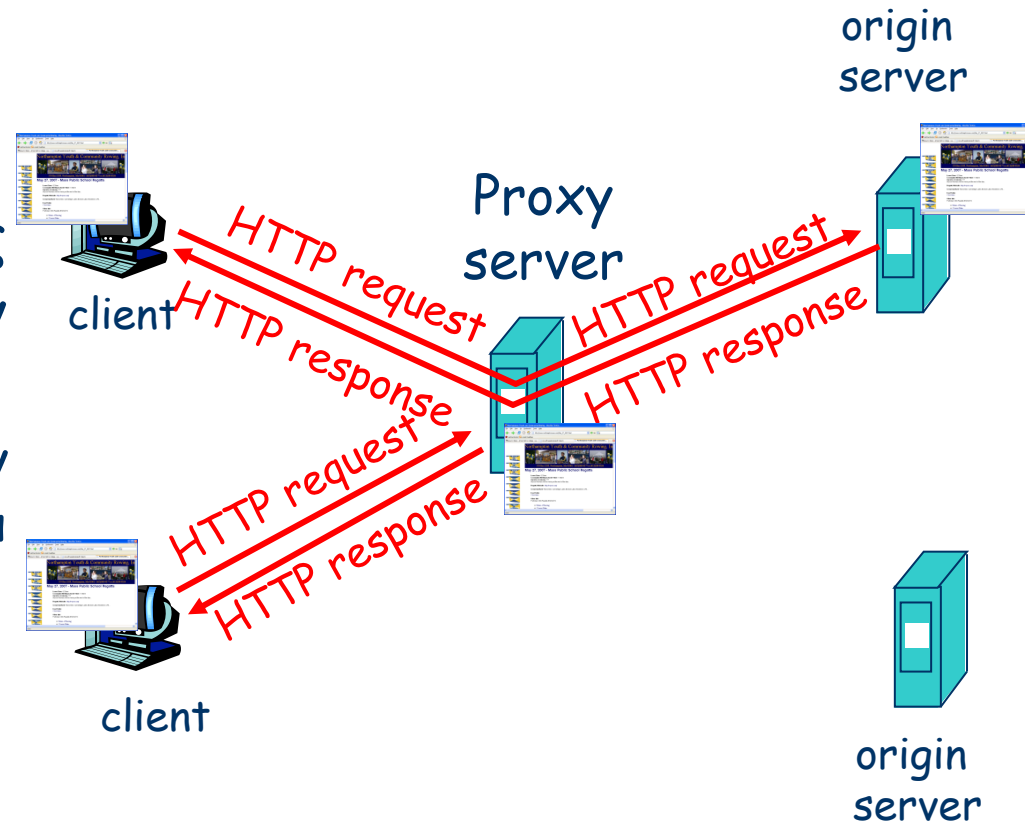 origin
server
Proxy
server
client
HTTP request
HTTP response
HTTP request
HTTP response
HTTP request
HTTP response
client
origin
server